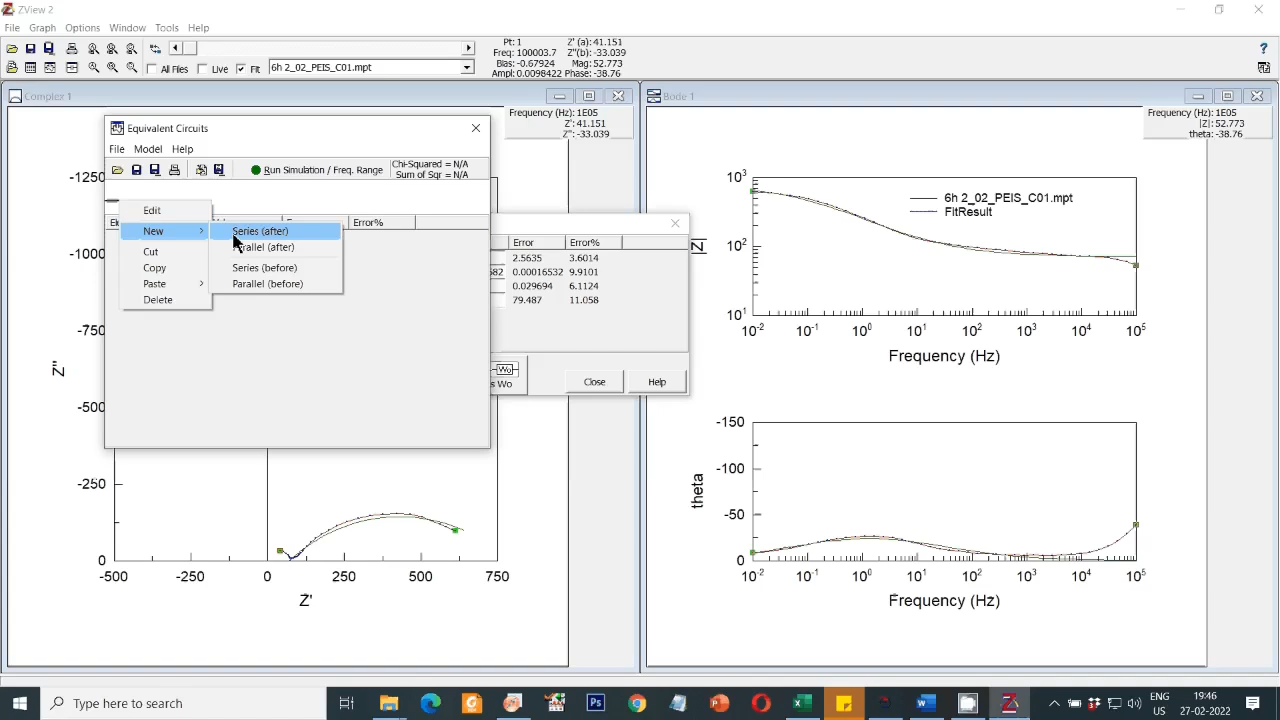 ZView 2
File Graph Options Window Tools Help
All Files Live Fit 6h 2_02_PEIS_C01.mpt
Pt: 1
Freq: 100003.7
Bias: -0.67924
Ampl: 0.0098422
Z' (a): 41.151
Z''(b): -33.039
Mag: 52.773
Phase: -38.76
?
Complex 1
Frequency (Hz): 1E05
Z': 41.151
Z'': -33.039
Equivalent Circuits
File Model Help
Run Simulation / Freq. Range
Chi-Squared = N/A
Sum of Sqr = N/A
Error%
Edit
New
Cut
Copy
Paste
Delete
Series (after)
Parallel (after)
Series (before)
Parallel (before)
Error Error%
2.5635 3.6014
682 0.00016532 9.9101
0.029694 6.1124
79.487 11.058
Wo
s Wo
Close Help
-1250
-1000
-750
-500
-250
0
Z''
-500 -250 0 250 500 750
Z'
Bode 1
Frequency (Hz): 1E05
|Z|: 52.773
theta: -38.76
6h 2_02_PEIS_C01.mpt
FitResult
10³
10²
10¹
|Z|
10⁻² 10⁻¹ 10⁰ 10¹ 10² 10³ 10⁴ 10⁵
Frequency (Hz)
-150
-100
-50
0
theta
10⁻² 10⁻¹ 10⁰ 10¹ 10² 10³ 10⁴ 10⁵
Frequency (Hz)
Type here to search
ENG
US
19:46
27-02-2022